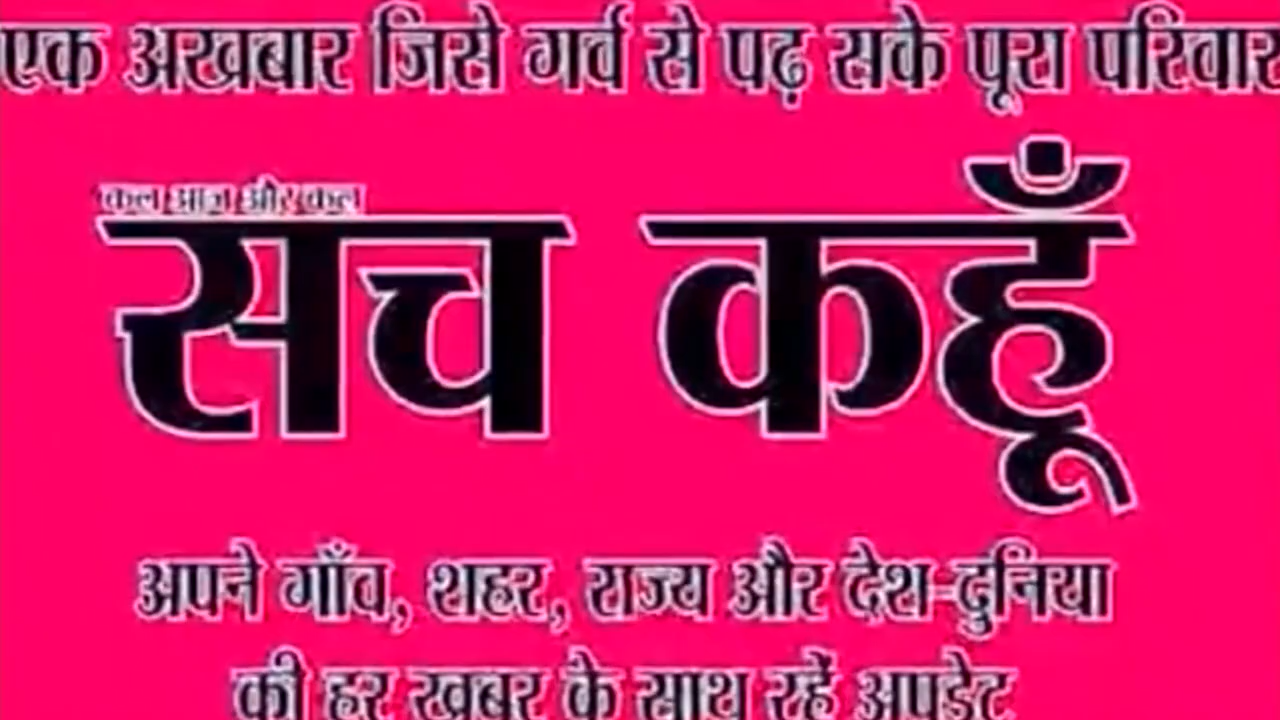 एक अखबार जिसे गर्व से पढ़ सके पूरा परिवार
कल आज और कल
सच कहूँ
अपने गाँव, शहर, राज्य और देश-दुनिया
की हर खबर के साथ रहें अपडेट